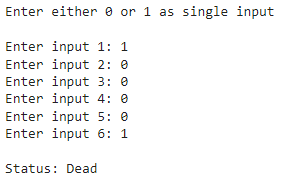 Enter either 0 or 1 as single input
Enter input 1: 1
Enter input 2: 0
Enter input 3: 0
Enter input 4: 0
Enter input 5: 0
Enter input 6: 1
Status: Dead